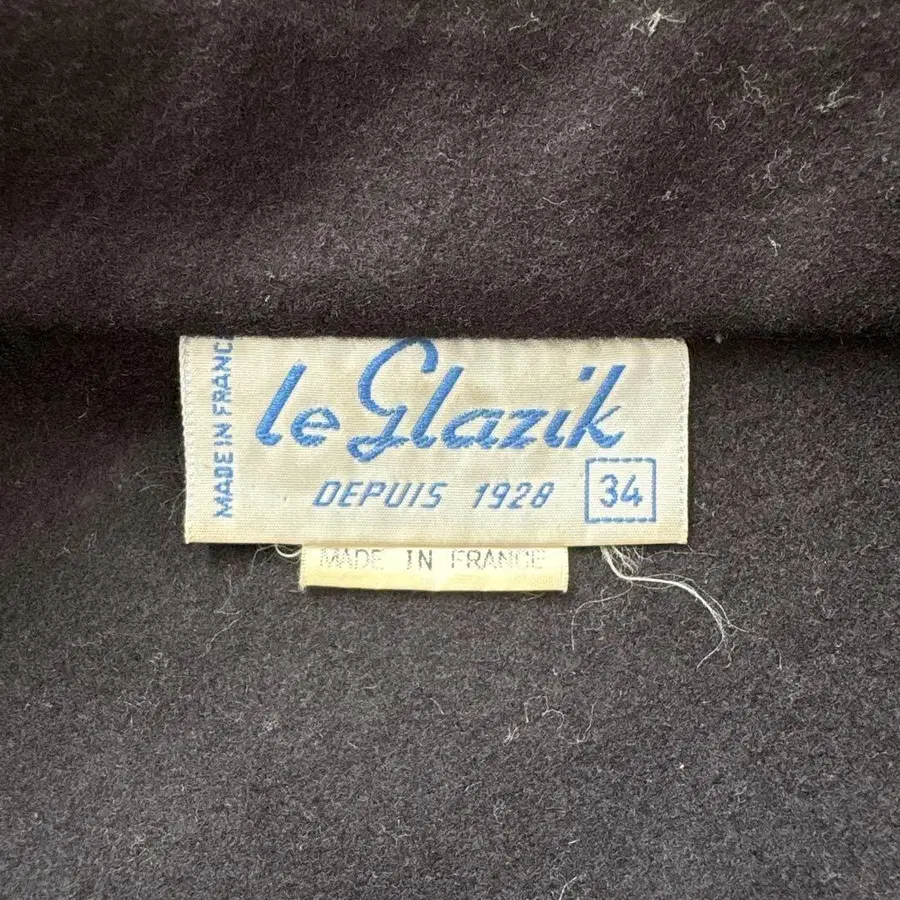 MADE IN FRANCE
le Glazik
DEPUIS 1928
34
MADE IN FRANCE